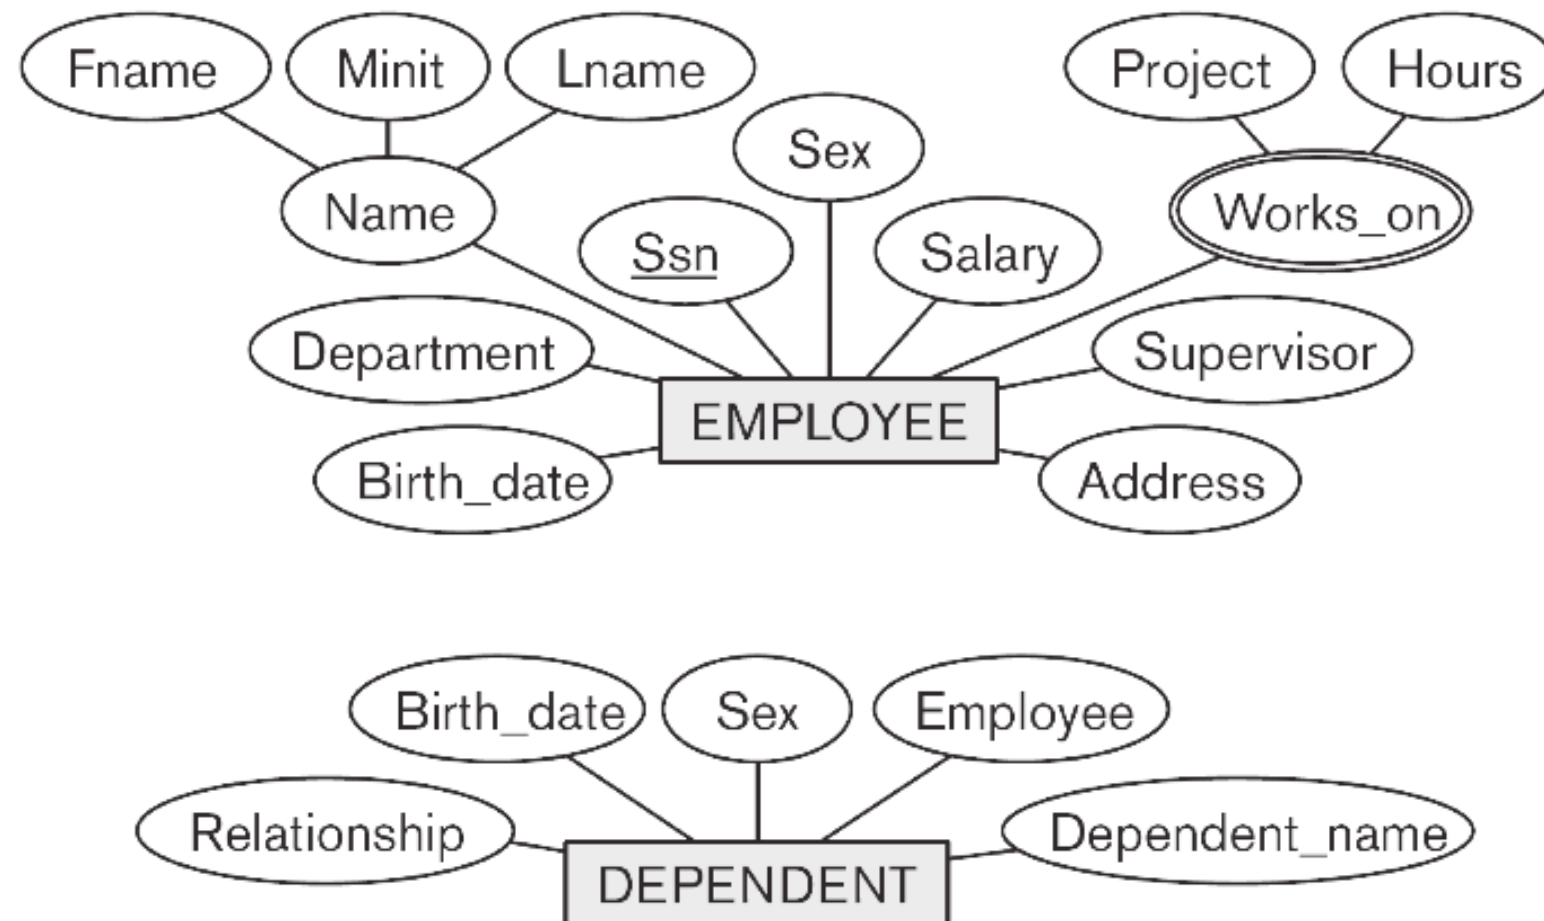 Fname Minit Lname Project Hours
Sex
Name Works_on
Ssn Salary
Department Supervisor
EMPLOYEE
Birth_date Address
Birth_date Sex Employee
Relationship Dependent_name
DEPENDENT